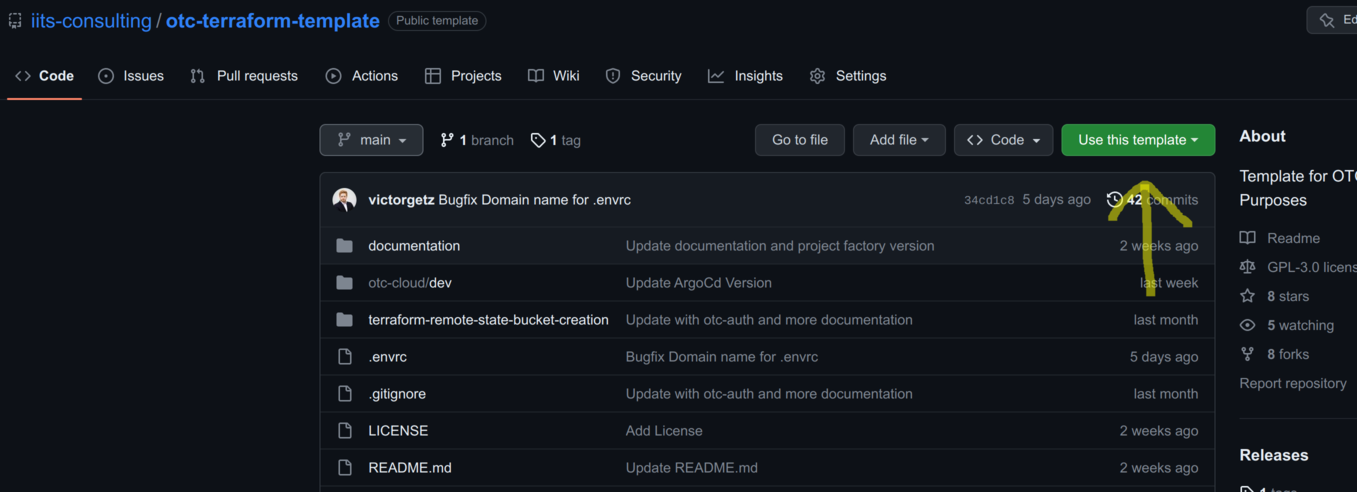 iits-consulting / otc-terraform-template Public template
Code Issues Pull requests Actions Projects Wiki Security Insights Settings
main 1 branch 1 tag Go to file Add file Code Use this template
About
Template for OTC
Purposes
victorgetz Bugfix Domain name for .envrc 34cd1c8 5 days ago 42 commits
documentation Update documentation and project factory version 2 weeks ago
otc-cloud/dev Update ArgoCd Version last week
terraform-remote-state-bucket-creation Update with otc-auth and more documentation last month
.envrc Bugfix Domain name for .envrc 5 days ago
.gitignore Update with otc-auth and more documentation last month
LICENSE Add License 2 weeks ago
README.md Update README.md 2 weeks ago
Readme
GPL-3.0 licens
8 stars
5 watching
8 forks
Report repository
Releases